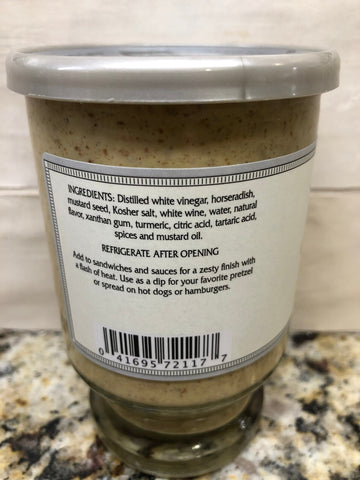 INGREDIENTS: Distilled white vinegar, horseradish,
mustard seed, Kosher salt, white wine, water, natural
flavor, xanthan gum, turmeric, citric acid, tartaric acid,
spices and mustard oil.
REFRIGERATE AFTER OPENING
Add to sandwiches and sauces for a zesty finish with
a flash of heat. Use as a dip for your favorite pretzel
or spread on hot dogs or hamburgers.
0 41695 72117 7